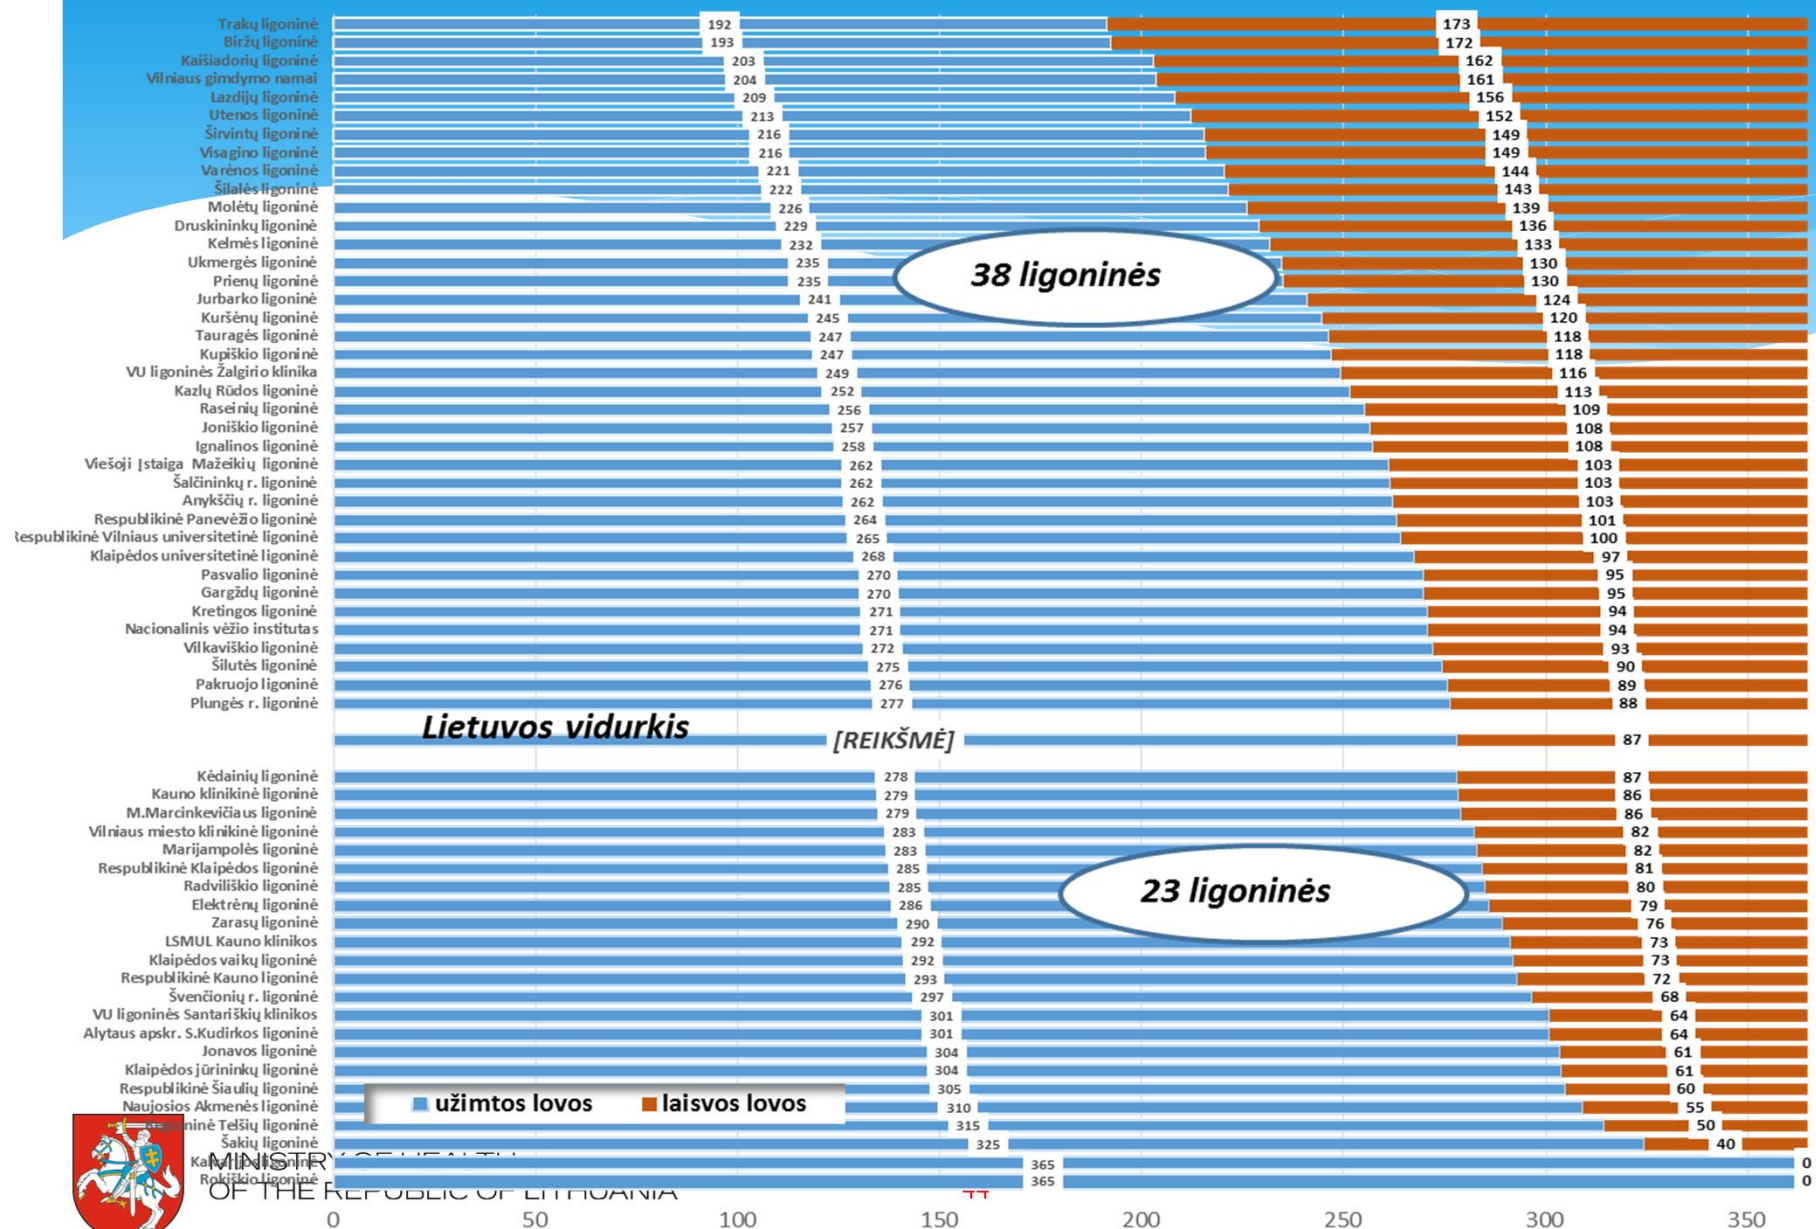 Trakų ligoninė 192 173
Biržų ligoninė 193 172
Kaišiadorių ligoninė 203 162
Vilniaus gimdymo namai 204 161
Lazdijų ligoninė 209 156
Utenos ligoninė 213 152
Širvintų ligoninė 216 149
Visagino ligoninė 216 149
Varėnos ligoninė 221 144
Šilalės ligoninė 222 143
Molėtų ligoninė 226 139
Druskininkų ligoninė 229 136
Kelmės ligoninė 232 133
Ukmergės ligoninė 235 130
38 ligoninės
Prienų ligoninė 235 130
Jurbarko ligoninė 241 124
Kuršėnų ligoninė 245 120
Tauragės ligoninė 247 118
Kupiškio ligoninė 247 118
VU ligoninės Žalgirio klinika 249 116
Kazlų Rūdos ligoninė 252 113
Raseinių ligoninė 256 109
Joniškio ligoninė 257 108
Ignalinos ligoninė 258 108
Viešoji Įstaiga Mažeikių ligoninė 262 103
Šalčininkų r. ligoninė 262 103
Anykščių r. ligoninė 262 103
Respublikinė Panevėžio ligoninė 264 101
Respublikinė Vilniaus universitetinė ligoninė 265 100
Klaipėdos universitetinė ligoninė 268 97
Pasvalio ligoninė 270 95
Gargždų ligoninė 270 95
Kretingos ligoninė 271 94
Nacionalinis vėžio institutas 271 94
Vilkaviškio ligoninė 272 93
Šilutės ligoninė 275 90
Pakruojo ligoninė 276 89
Plungės r. ligoninė 277 88
Lietuvos vidurkis [REIKŠMĖ] 87
Kėdainių ligoninė 278 87
Kauno klinikinė ligoninė 279 86
M.Marcinkevičiaus ligoninė 279 86
Vilniaus miesto klinikinė ligoninė 283 82
Marijampolės ligoninė 283 82
Respublikinė Klaipėdos ligoninė 285 81
Radviliškio ligoninė 285 80
23 ligoninės
Elektrėnų ligoninė 286 79
Zarasų ligoninė 290 76
LSMUL Kauno klinikos 292 73
Klaipėdos vaikų ligoninė 292 73
Respublikinė Kauno ligoninė 293 72
Švenčionių r. ligoninė 297 68
VU ligoninės Santariškių klinikos 301 64
Alytaus apskr. S.Kudirkos ligoninė 301 64
Jonavos ligoninė 304 61
Klaipėdos jūrininkų ligoninė 304 61
Respublikinė Šiaulių ligoninė 305 60
užimtos lovos laisvos lovos
Naujosios Akmenės ligoninė 310 55
Telšių ligoninė 315 50
Šakių ligoninė 325 40
ligoninė 365 0
Rokiškio ligoninė 365 0
MINISTRY OF HEALTH
OF THE REPUBLIC OF LITHUANIA 44
0 50 100 150 200 250 300 350